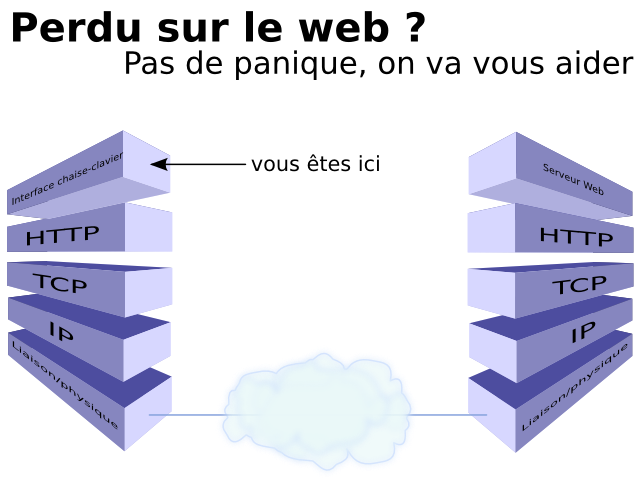 Perdu sur le web ?
Pas de panique, on va vous aider
Interface chaise-clavier
vous êtes ici
Serveur Web
HTTP
HTTP
TCP
TCP
IP
IP
Liaison/physique
Liaison/physique